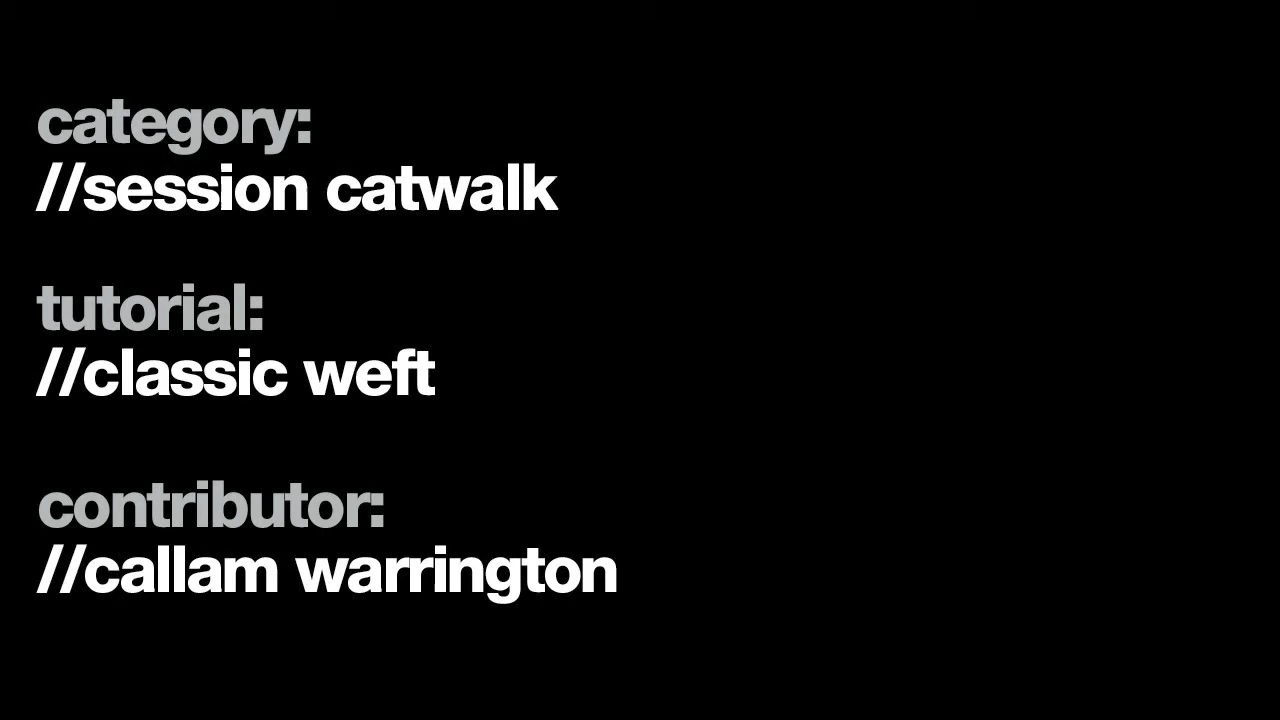 category:
//session catwalk
tutorial:
//classic weft
contributor:
//callam warrington